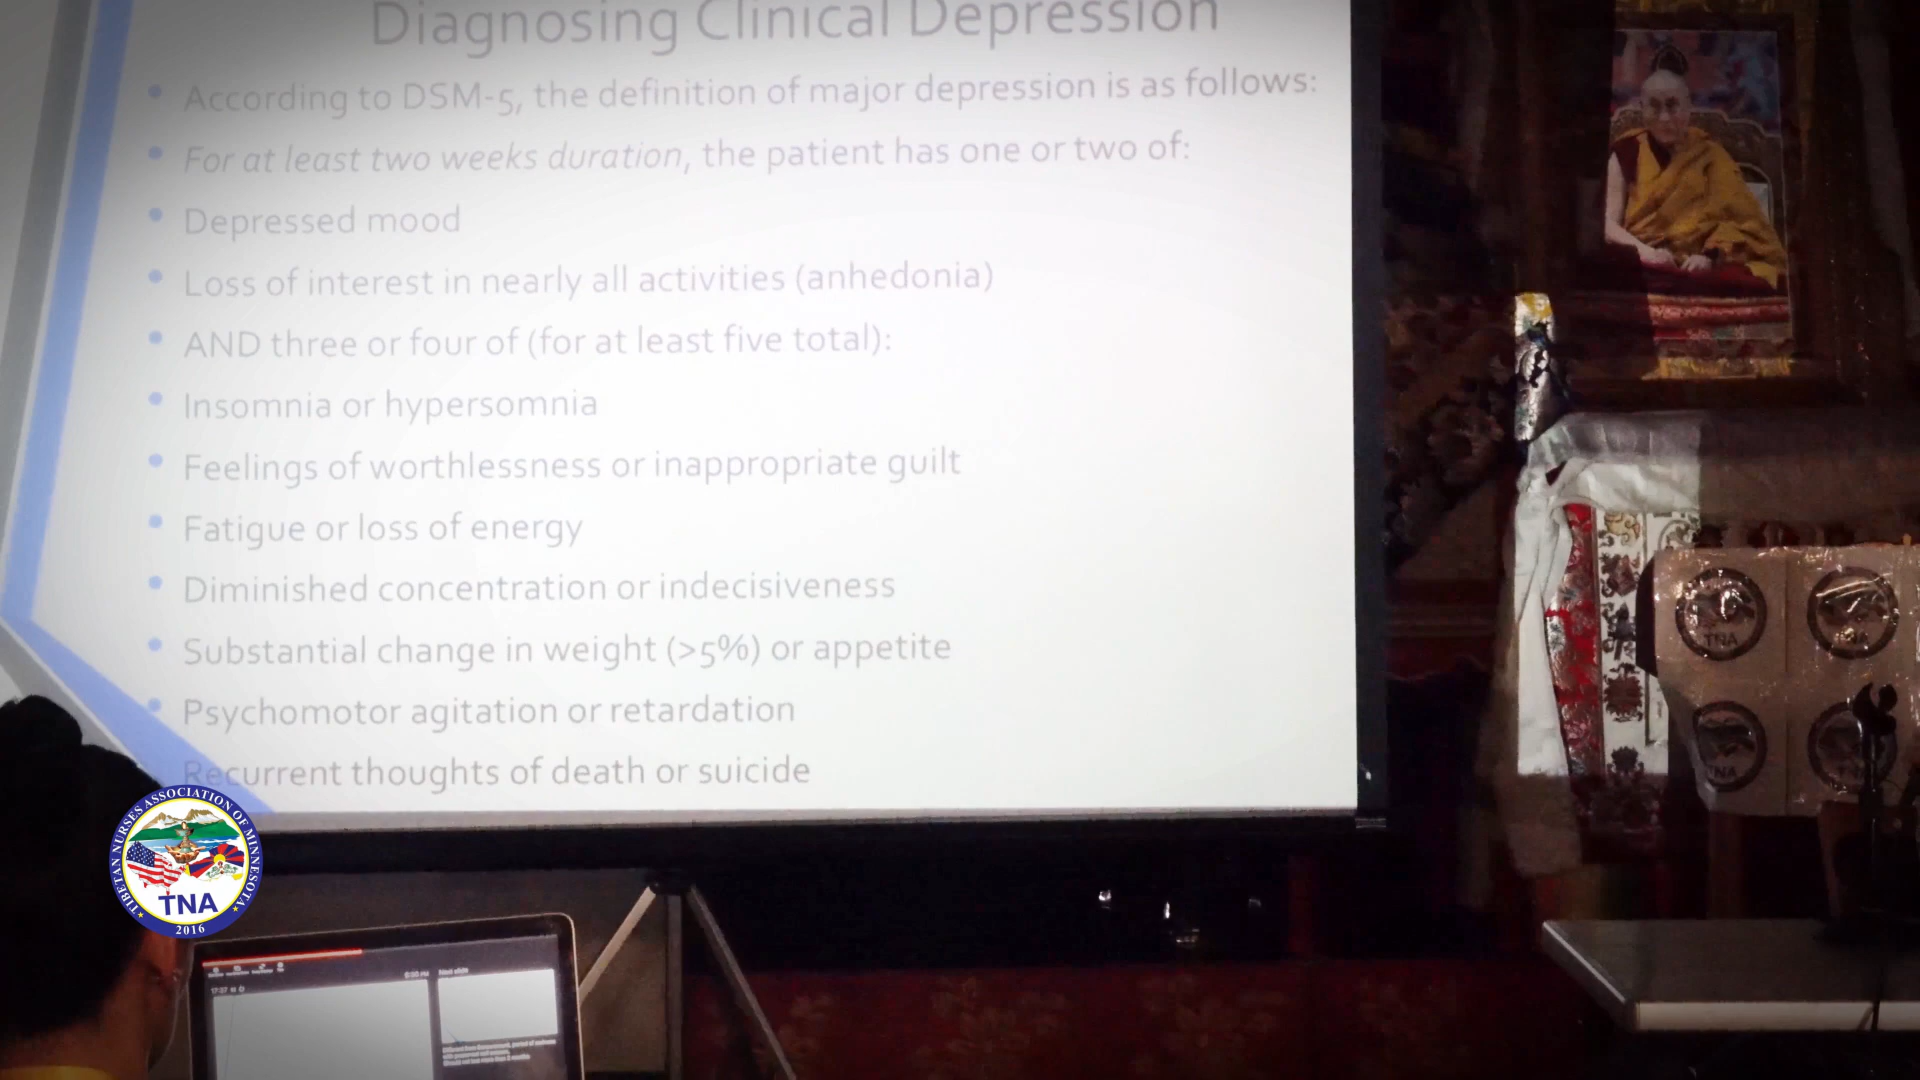 Diagnosing Clinical Depression
According to DSM-5, the definition of major depression is as follows:
For at least two weeks duration, the patient has one or two of:
Depressed mood
Loss of interest in nearly all activities (anhedonia)
AND three or four of (for at least five total):
Insomnia or hypersomnia
Feelings of worthlessness or inappropriate guilt
Fatigue or loss of energy
Diminished concentration or indecisiveness
Substantial change in weight (>5%) or appetite
Psychomotor agitation or retardation
Recurrent thoughts of death or suicide
TIBETAN NURSES ASSOCIATION OF MINNESOTA
TNA
2016
TNA
TNA
TNA
Next slide